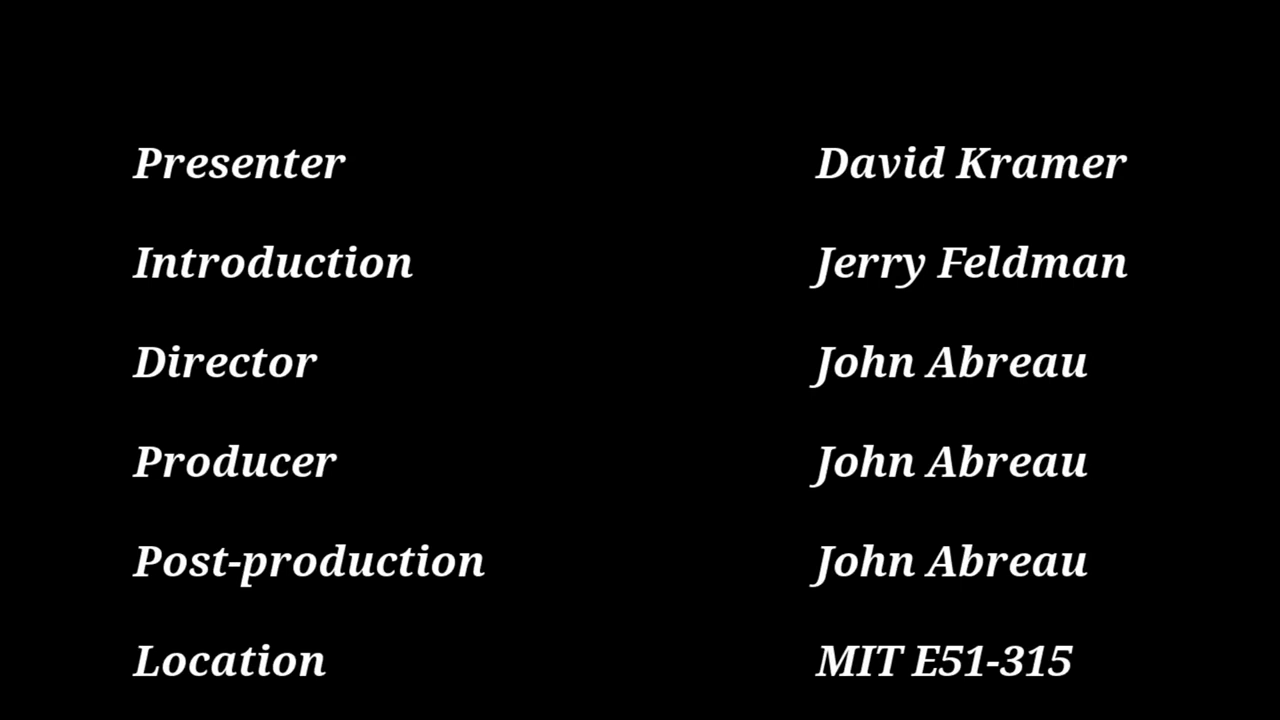 Presenter David Kramer
Introduction Jerry Feldman
Director John Abreau
Producer John Abreau
Post-production John Abreau
Location MIT E51-315